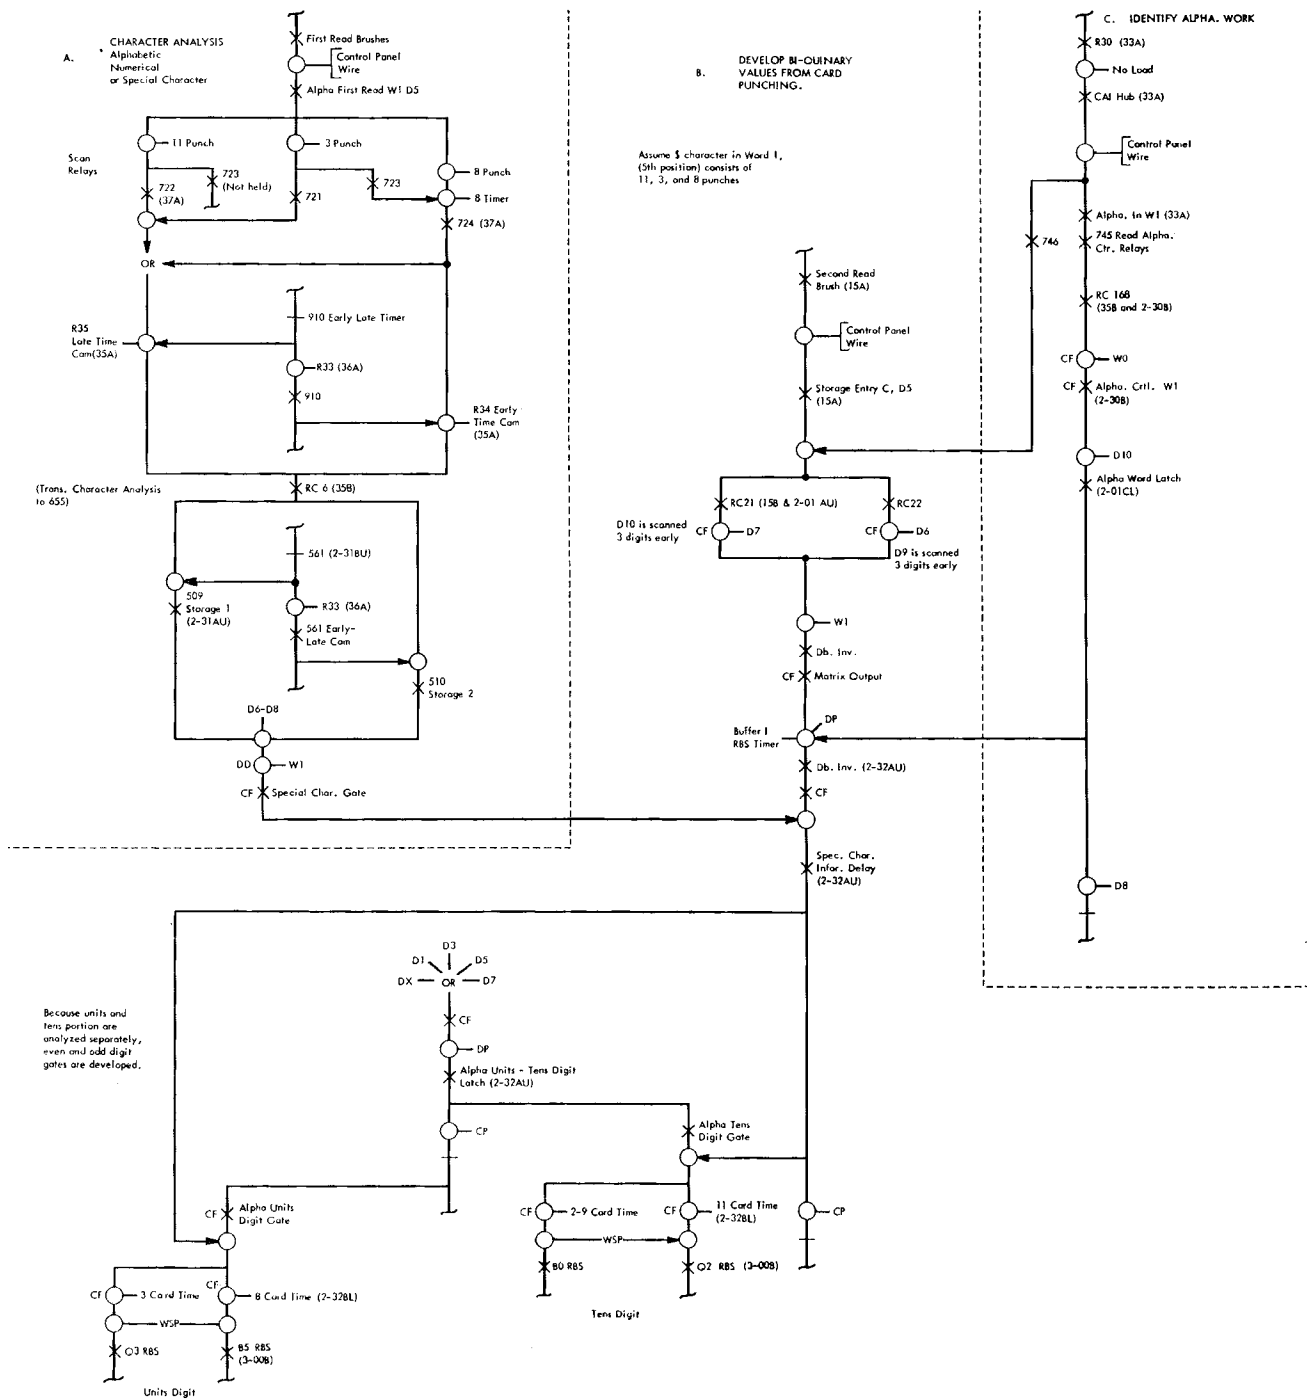 A.
CHARACTER ANALYSIS
Alphabetic
Numerical
or Special Character
First Read Brushes
Control Panel
Wire
Alpha First Read W1 D5
Scan
Relays
11 Punch
3 Punch
8 Punch
8 Timer
722
(37A)
723
(Not held)
721
723
724 (37A)
OR
R35
Late Time
Cam(35A)
910 Early Late Timer
R33 (36A)
910
R34 Early
Time Cam
(35A)
(Trans. Character Analysis
to 655)
RC 6 (35B)
561 (2-31BU)
509
Storage 1
(2-31AU)
R33 (36A)
561 Early-
Late Cam
510
Storage 2
D6-D8
DD
W1
CF
Special Char. Gate
B.
DEVELOP BI-QUINARY
VALUES FROM CARD
PUNCHING.
Assume $ character in Word 1,
(5th position) consists of
11, 3, and 8 punches
Second Read
Brush (15A)
Control Panel
Wire
Storage Entry C, D5
(15A)
RC21 (15B & 2-01 AU)
RC22
D10 is scanned
3 digits early
CF
D7
CF
D6
D9 is scanned
3 digits early
W1
Db. Inv.
CF
Matrix Output
DP
Buffer 1
RBS Timer
Db. Inv. (2-32AU)
CF
Spec. Char.
Infor. Delay
(2-32AU)
C. IDENTIFY ALPHA. WORK
R30 (33A)
No Load
CAI Hub (33A)
Control Panel
Wire
Alpha. In W1 (33A)
746
745 Read Alpha.
Ctr. Relays
RC 168
(35B and 2-30B)
CF
W0
CF
Alpha. Crtl. W1
(2-30B)
D10
Alpha Word Latch
(2-01CL)
D8
Because units and
tens portion are
analyzed separately,
even and odd digit
gates are developed.
D3
D1
D5
DX
OR
D7
CF
DP
Alpha Units - Tens Digit
Latch (2-32AU)
CP
Alpha Tens
Digit Gate
CF
Alpha Units
Digit Gate
CF
2-9 Card Time
CF
11 Card Time
(2-32BL)
CP
WSP
B0 RBS
Q2 RBS (3-00B)
Tens Digit
CF
3 Card Time
CF
8 Card Time (2-32BL)
WSP
Q3 RBS
B5 RBS
(3-00B)
Units Digit